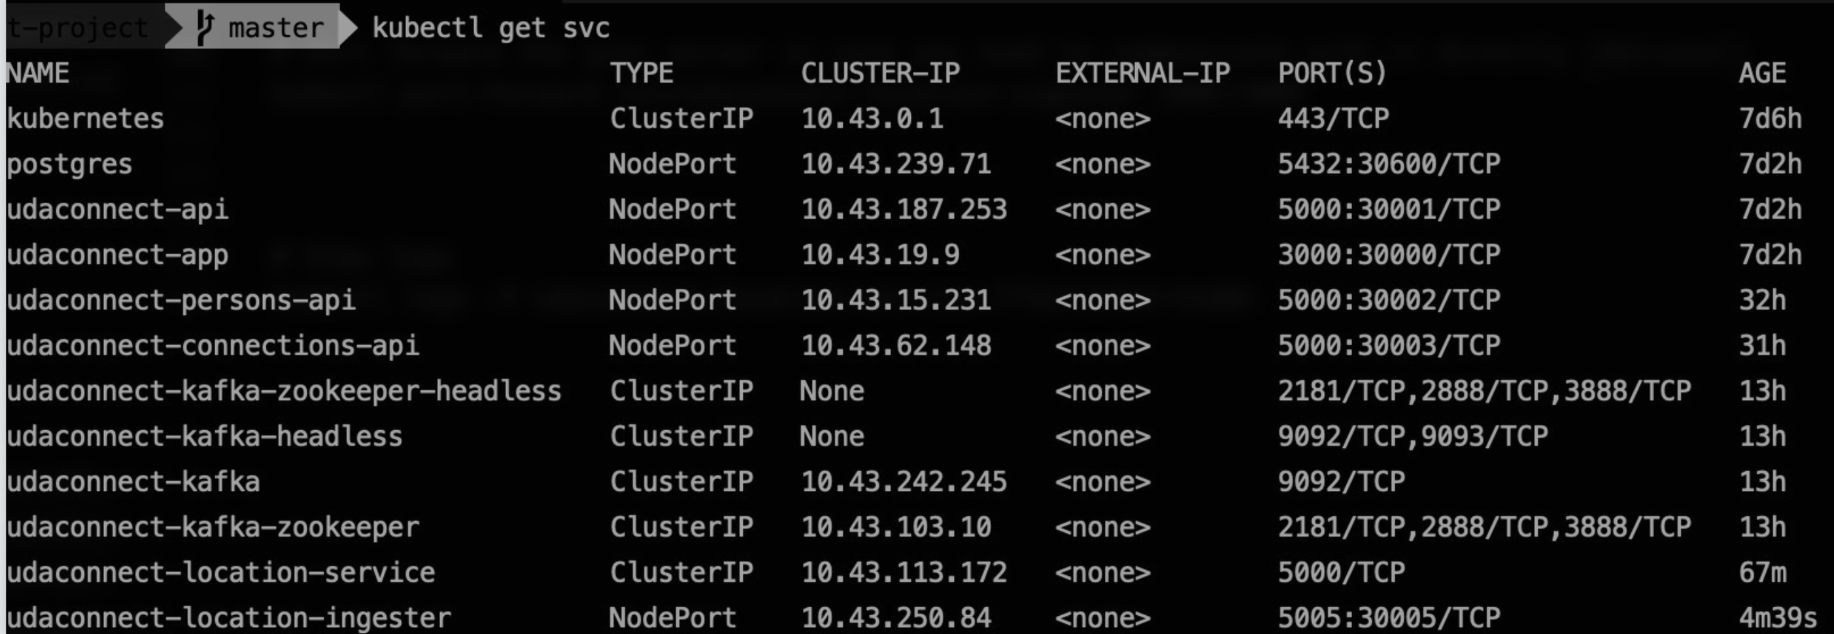 t-project master kubectl get svc
NAME TYPE CLUSTER-IP EXTERNAL-IP PORT(S) AGE
kubernetes ClusterIP 10.43.0.1 <none> 443/TCP 7d6h
postgres NodePort 10.43.239.71 <none> 5432:30600/TCP 7d2h
udaconnect-api NodePort 10.43.187.253 <none> 5000:30001/TCP 7d2h
udaconnect-app NodePort 10.43.19.9 <none> 3000:30000/TCP 7d2h
udaconnect-persons-api NodePort 10.43.15.231 <none> 5000:30002/TCP 32h
udaconnect-connections-api NodePort 10.43.62.148 <none> 5000:30003/TCP 31h
udaconnect-kafka-zookeeper-headless ClusterIP None <none> 2181/TCP,2888/TCP,3888/TCP 13h
udaconnect-kafka-headless ClusterIP None <none> 9092/TCP,9093/TCP 13h
udaconnect-kafka ClusterIP 10.43.242.245 <none> 9092/TCP 13h
udaconnect-kafka-zookeeper ClusterIP 10.43.103.10 <none> 2181/TCP,2888/TCP,3888/TCP 13h
udaconnect-location-service ClusterIP 10.43.113.172 <none> 5000/TCP 67m
udaconnect-location-ingester NodePort 10.43.250.84 <none> 5005:30005/TCP 4m39s